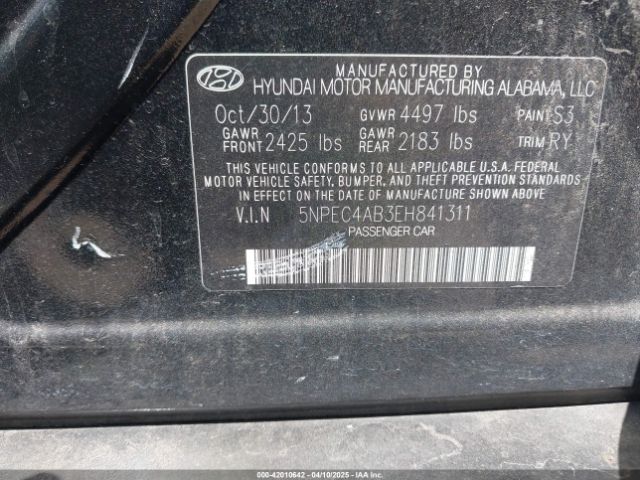 MANUFACTURED BY
HYUNDAI MOTOR MANUFACTURING ALABAMA, LLC
Oct/30/13 GVWR 4497 lbs PAINT S3
GAWR FRONT 2425 lbs GAWR REAR 2183 lbs TRIM RY
THIS VEHICLE CONFORMS TO ALL APPLICABLE U.S.A. FEDERAL
MOTOR VEHICLE SAFETY, BUMPER, AND THEFT PREVENTION STANDARDS
IN EFFECT ON THE DATE OF MANUFACTURE SHOWN ABOVE.
V.I.N 5NPEC4AB3EH841311
PASSENGER CAR
000-42010642 - 04/10/2025 - IAAI.COM